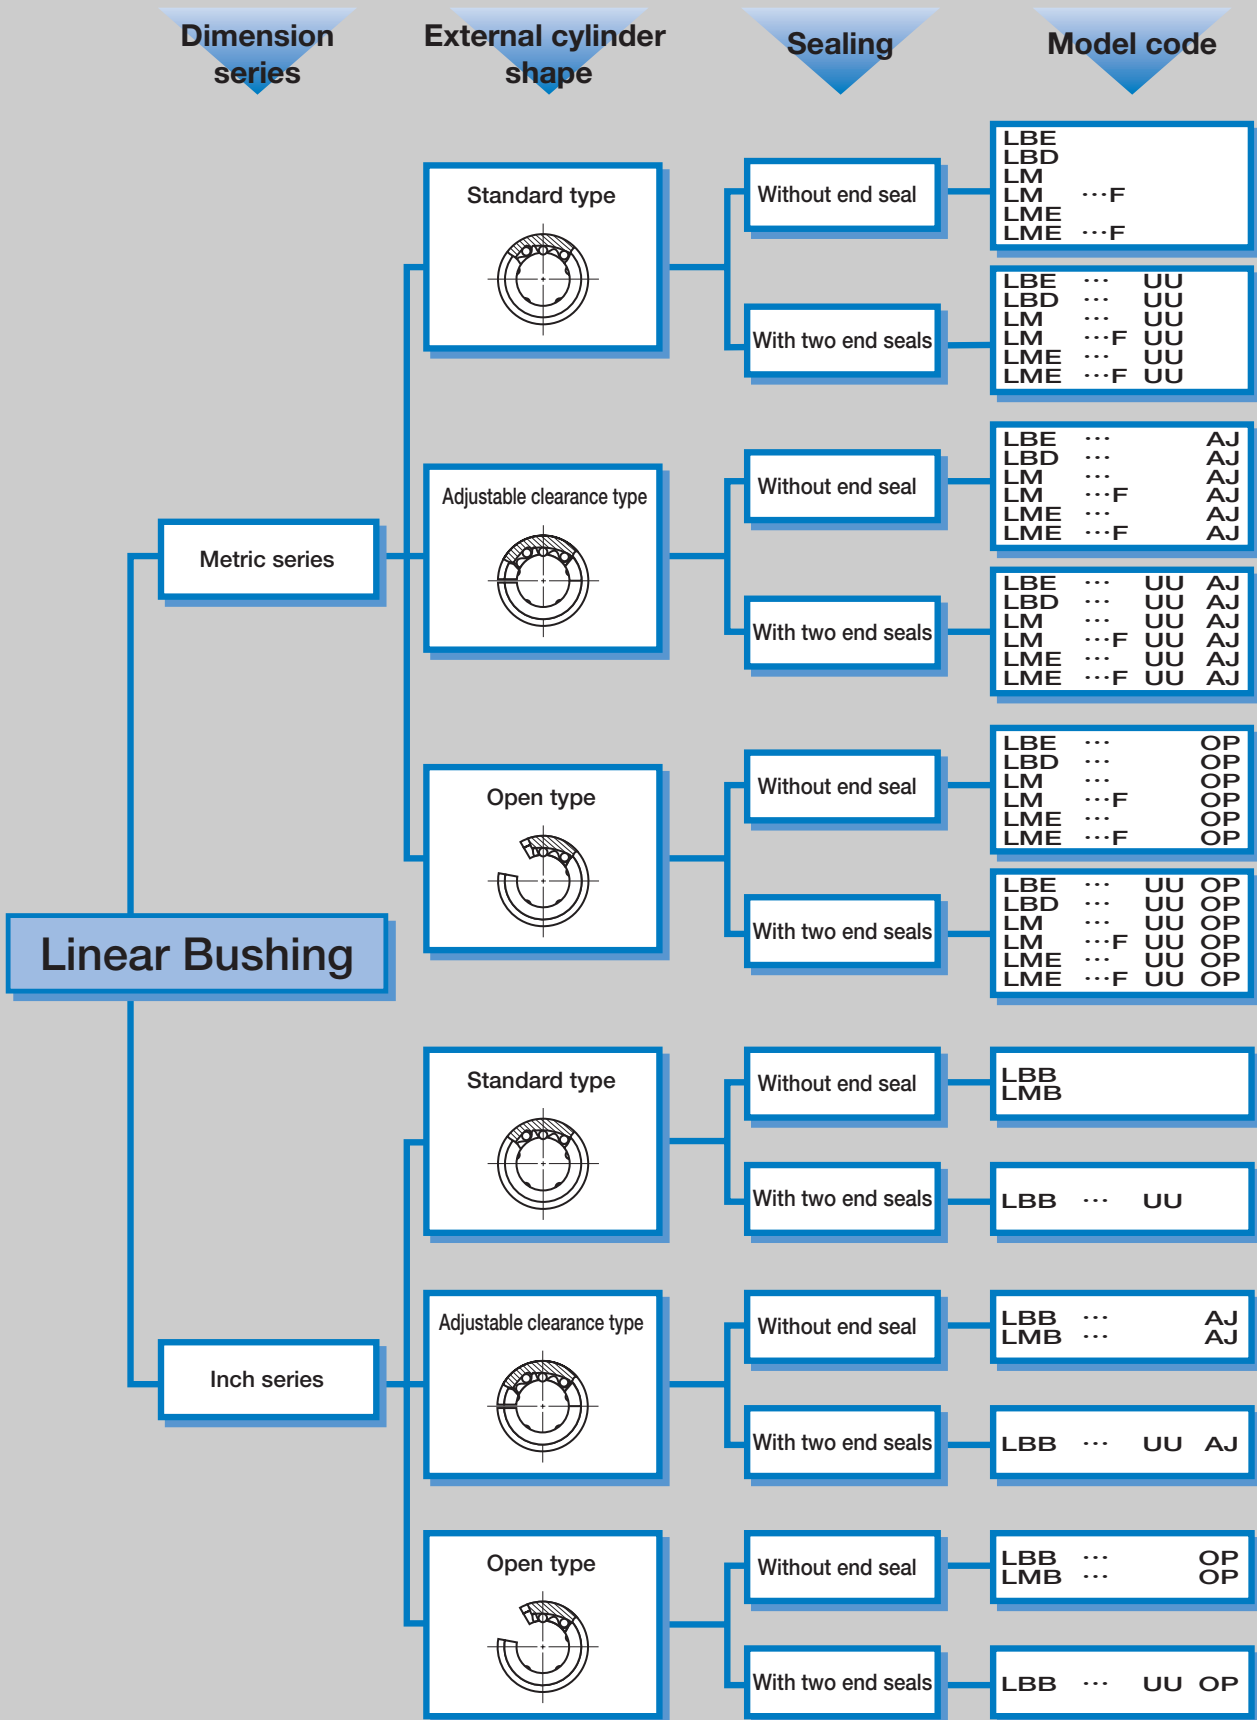 Dimension
series
External cylinder
shape
Sealing
Model code
Linear Bushing
Metric series
Standard type
Without end seal
LBE
LBD
LM
LM ···F
LME
LME ···F
With two end seals
LBE ··· UU
LBD ··· UU
LM ··· UU
LM ···F UU
LME ··· UU
LME ···F UU
Adjustable clearance type
Without end seal
LBE ··· AJ
LBD ··· AJ
LM ··· AJ
LM ···F AJ
LME ··· AJ
LME ···F AJ
With two end seals
LBE ··· UU AJ
LBD ··· UU AJ
LM ··· UU AJ
LM ···F UU AJ
LME ··· UU AJ
LME ···F UU AJ
Open type
Without end seal
LBE ··· OP
LBD ··· OP
LM ··· OP
LM ···F OP
LME ··· OP
LME ···F OP
With two end seals
LBE ··· UU OP
LBD ··· UU OP
LM ··· UU OP
LM ···F UU OP
LME ··· UU OP
LME ···F UU OP
Inch series
Standard type
Without end seal
LBB
LMB
With two end seals
LBB ··· UU
Adjustable clearance type
Without end seal
LBB ··· AJ
LMB ··· AJ
With two end seals
LBB ··· UU AJ
Open type
Without end seal
LBB ··· OP
LMB ··· OP
With two end seals
LBB ··· UU OP